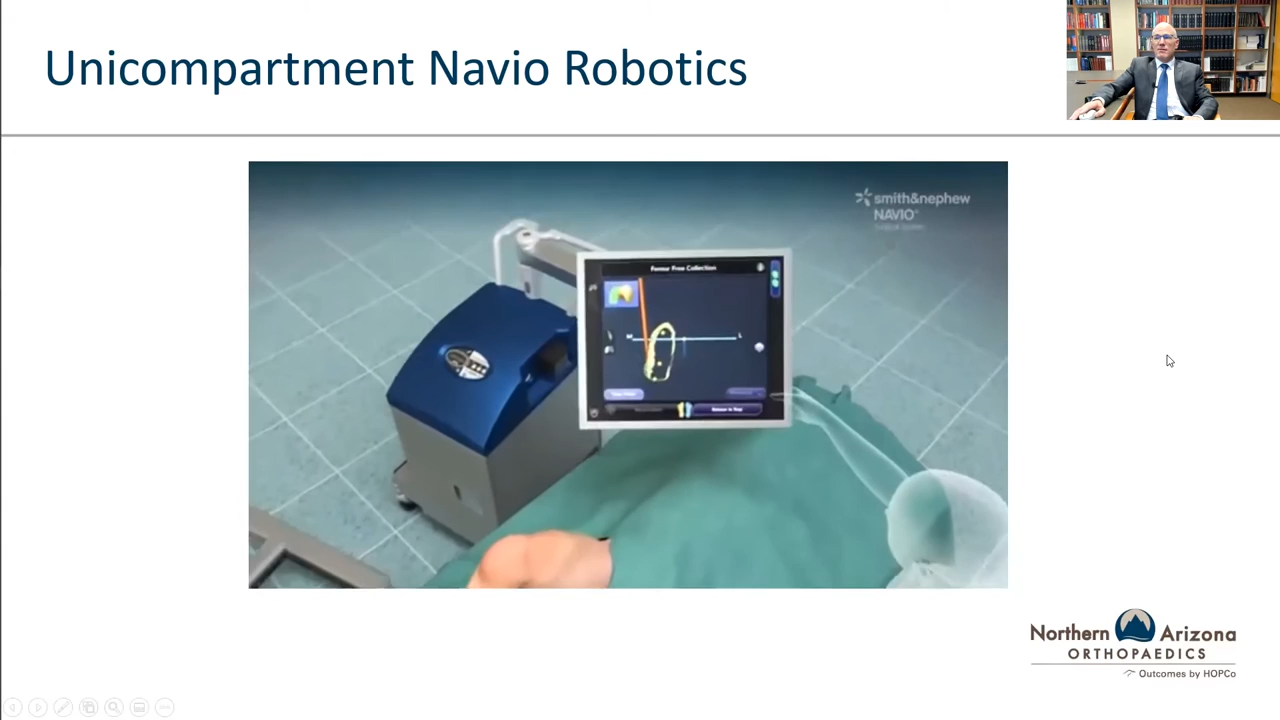 Unicompartment Navio Robotics
smith&nephew
NAVIO
Femur Free Collection
Northern Arizona
ORTHOPAEDICS
Outcomes by HOPCo